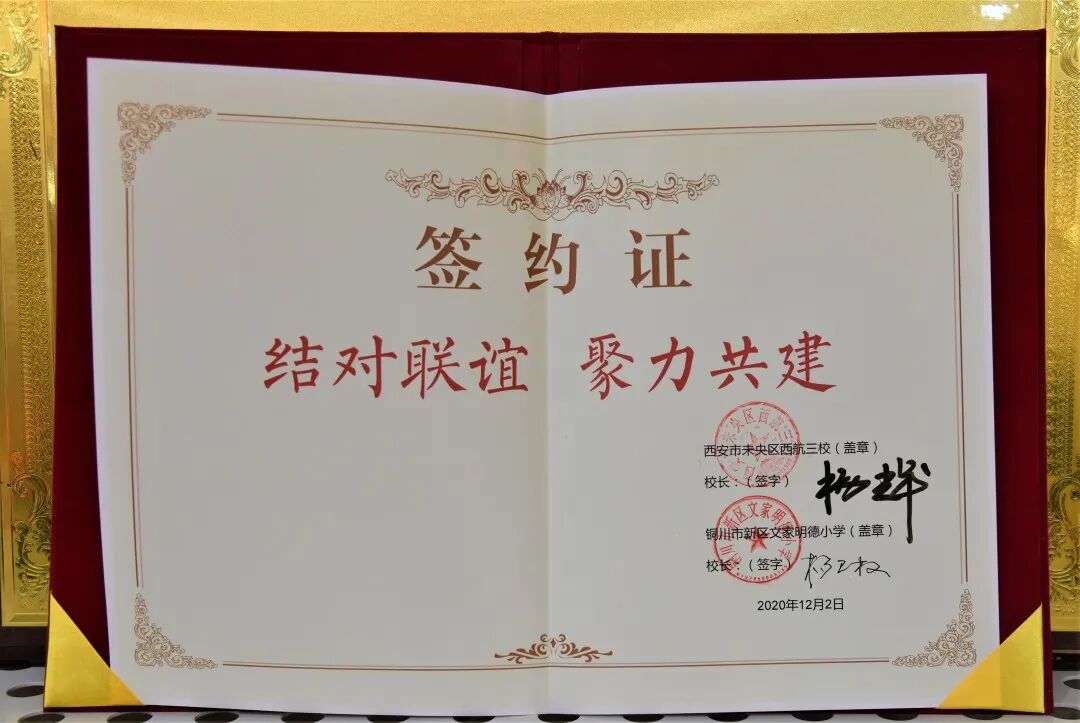 签约证
结对联谊 聚力共建
西安市未央区西航三校（盖章）
校长：（签字）
铜川市新区文家明德小学（盖章）
校长：（签字）
2020年12月2日